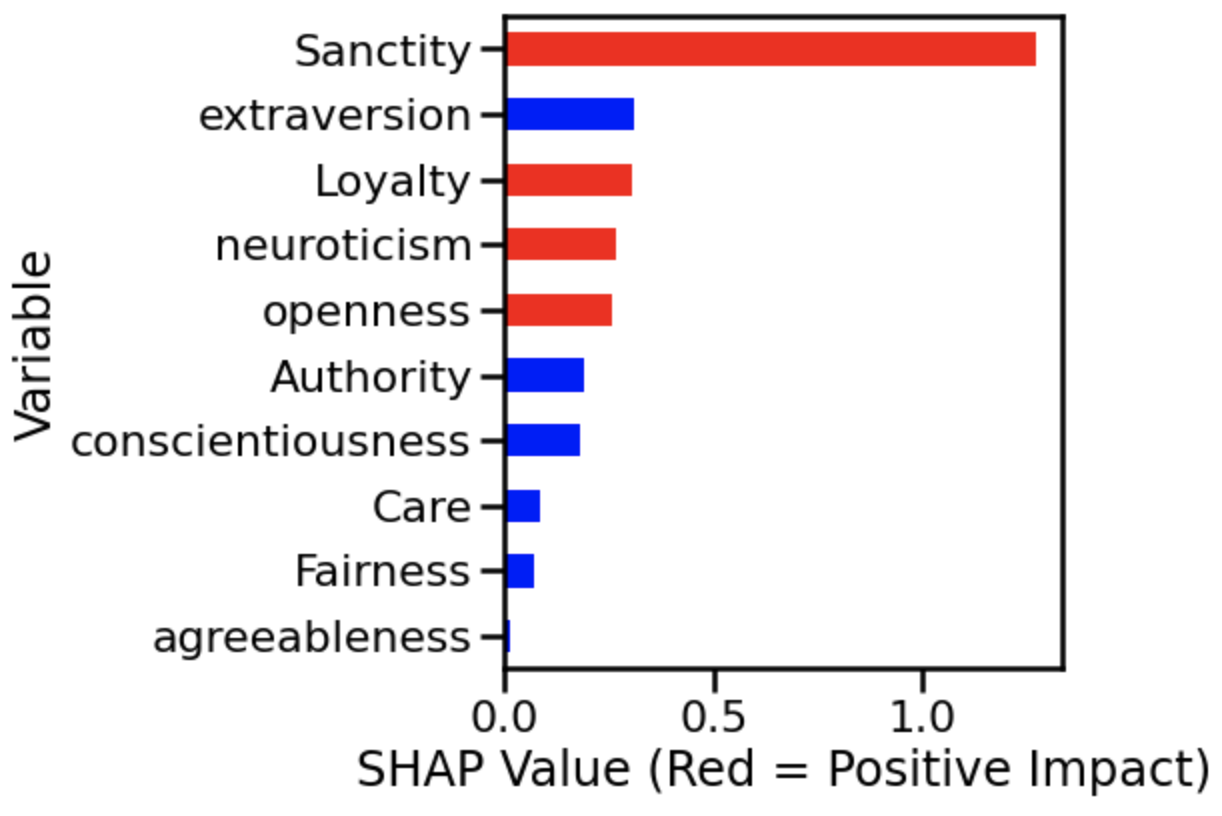 Sanctity
extraversion
Loyalty
neuroticism
openness
Authority
conscientiousness
Care
Fairness
agreeableness
Variable
0.0 0.5 1.0
SHAP Value (Red = Positive Impact)